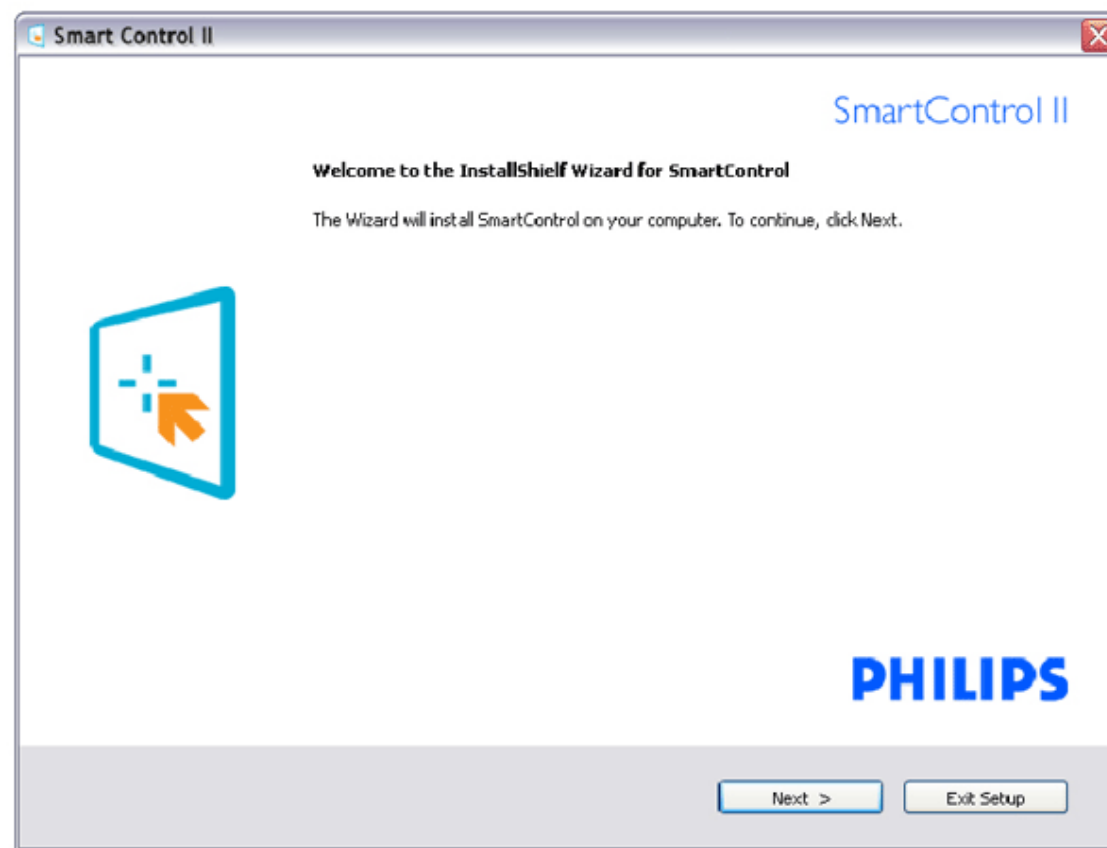 Smart Control II
SmartControl II
Welcome to the InstallShielf Wizard for SmartControl
The Wizard will install SmartControl on your computer. To continue, click Next.
PHILIPS
Next >
Exit Setup